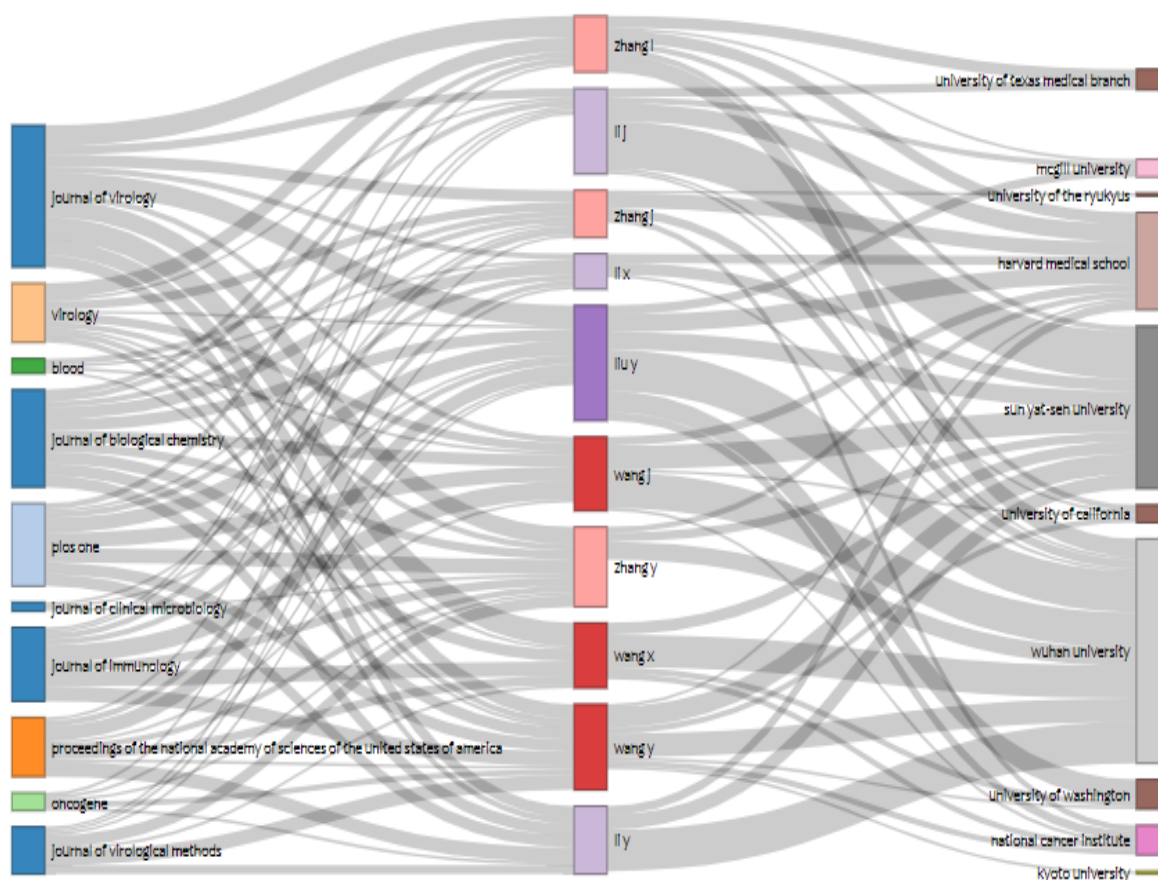 journal of virology
virology
blood
journal of biological chemistry
plos one
journal of clinical microbiology
journal of immunology
proceedings of the national academy of sciences of the united states of america
oncogene
journal of virological methods
zhang l
li j
zhang j
li x
liu y
wang j
zhang y
wang x
wang y
li y
university of texas medical branch
mcgill university
university of the ryukyus
harvard medical school
sun yat-sen university
university of california
wuhan university
university of washington
national cancer institute
kyoto university